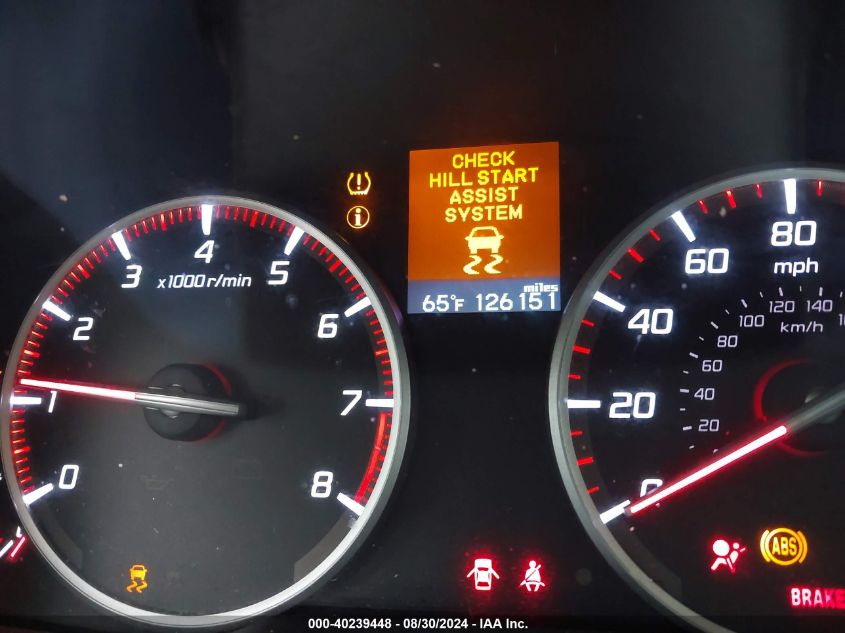 CHECK
HILL START
ASSIST
SYSTEM
miles
65°F 126151
0
1
2
3
4
5
6
7
8
x1000r/min
0
20
40
60
80
mph
20
40
60
80
100
120
140
km/h
ABS
BRAKE
000-40239448 - 08/30/2024 - IAA Inc.